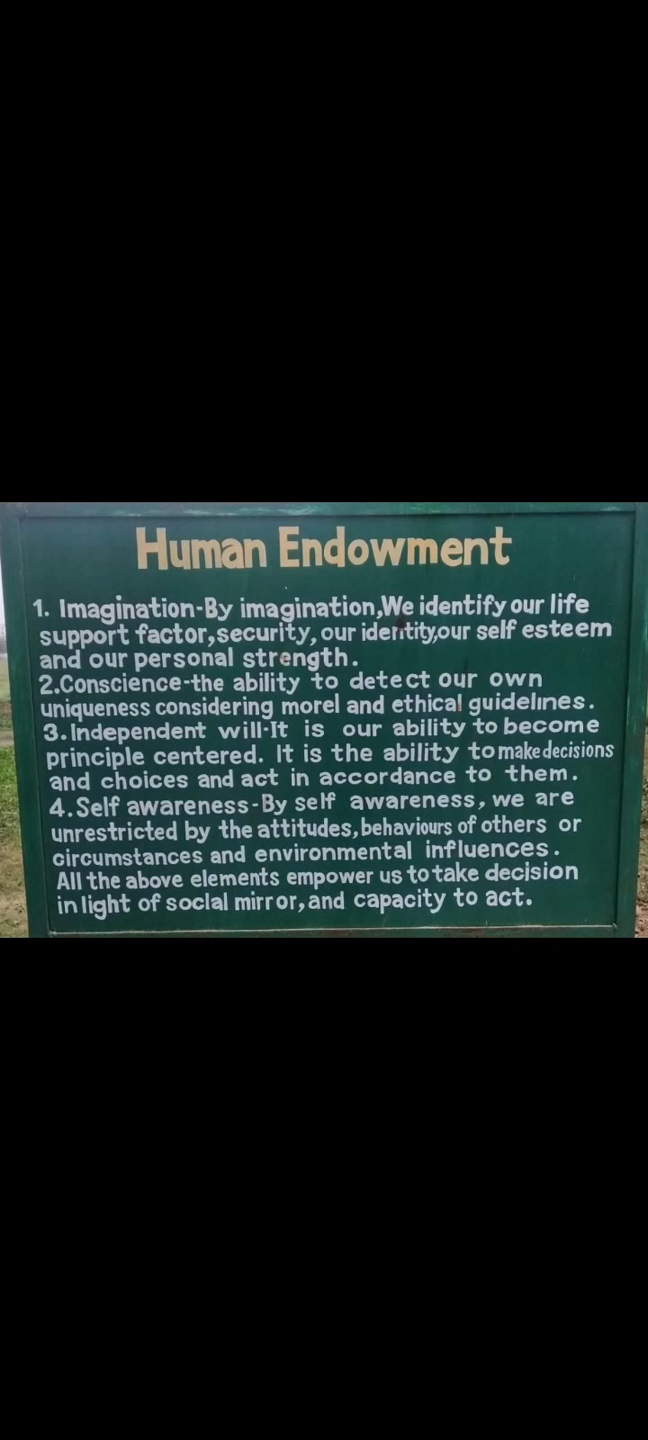 Human Endowment
1. Imagination-By imagination,We identify our life
support factor,security, our identity,our self esteem
and our personal strength.
2.Conscience-the ability to detect our own
uniqueness considering morel and ethical guidelines.
3.Independent will-It is our ability to become
principle centered. It is the ability to make decisions
and choices and act in accordance to them.
4.Self awareness-By self awareness, we are
unrestricted by the attitudes,behaviours of others or
circumstances and environmental influences.
All the above elements empower us to take decision
in light of social mirror,and capacity to act.